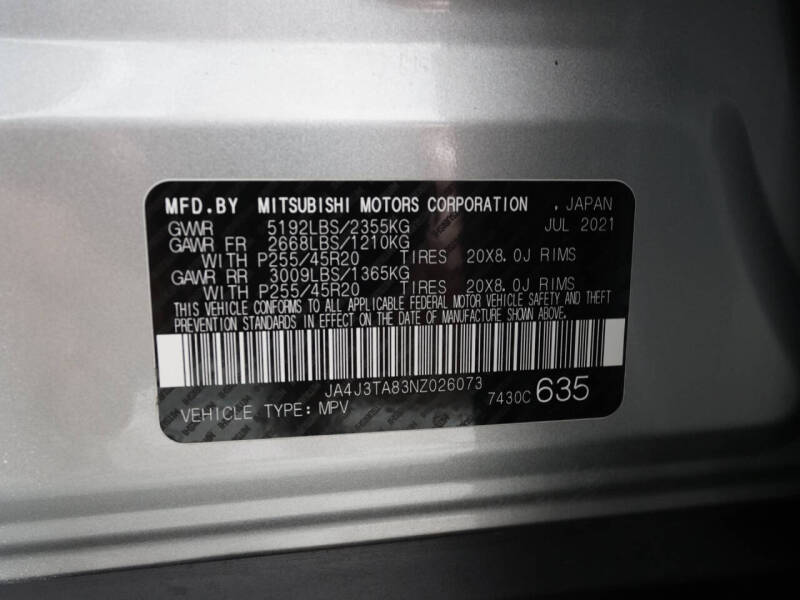 MFD.BY MITSUBISHI MOTORS CORPORATION , JAPAN
GVWR 5192LBS/2355KG JUL 2021
GAWR FR 2668LBS/1210KG
WITH P255/45R20 TIRES 20X8.0J RIMS
GAWR RR 3009LBS/1365KG
WITH P255/45R20 TIRES 20X8.0J RIMS
THIS VEHICLE CONFORMS TO ALL APPLICABLE FEDERAL MOTOR VEHICLE SAFETY AND THEFT
PREVENTION STANDARDS IN EFFECT ON THE DATE OF MANUFACTURE SHOWN ABOVE.
JA4J3TA83NZ026073
VEHICLE TYPE: MPV 7430C 635